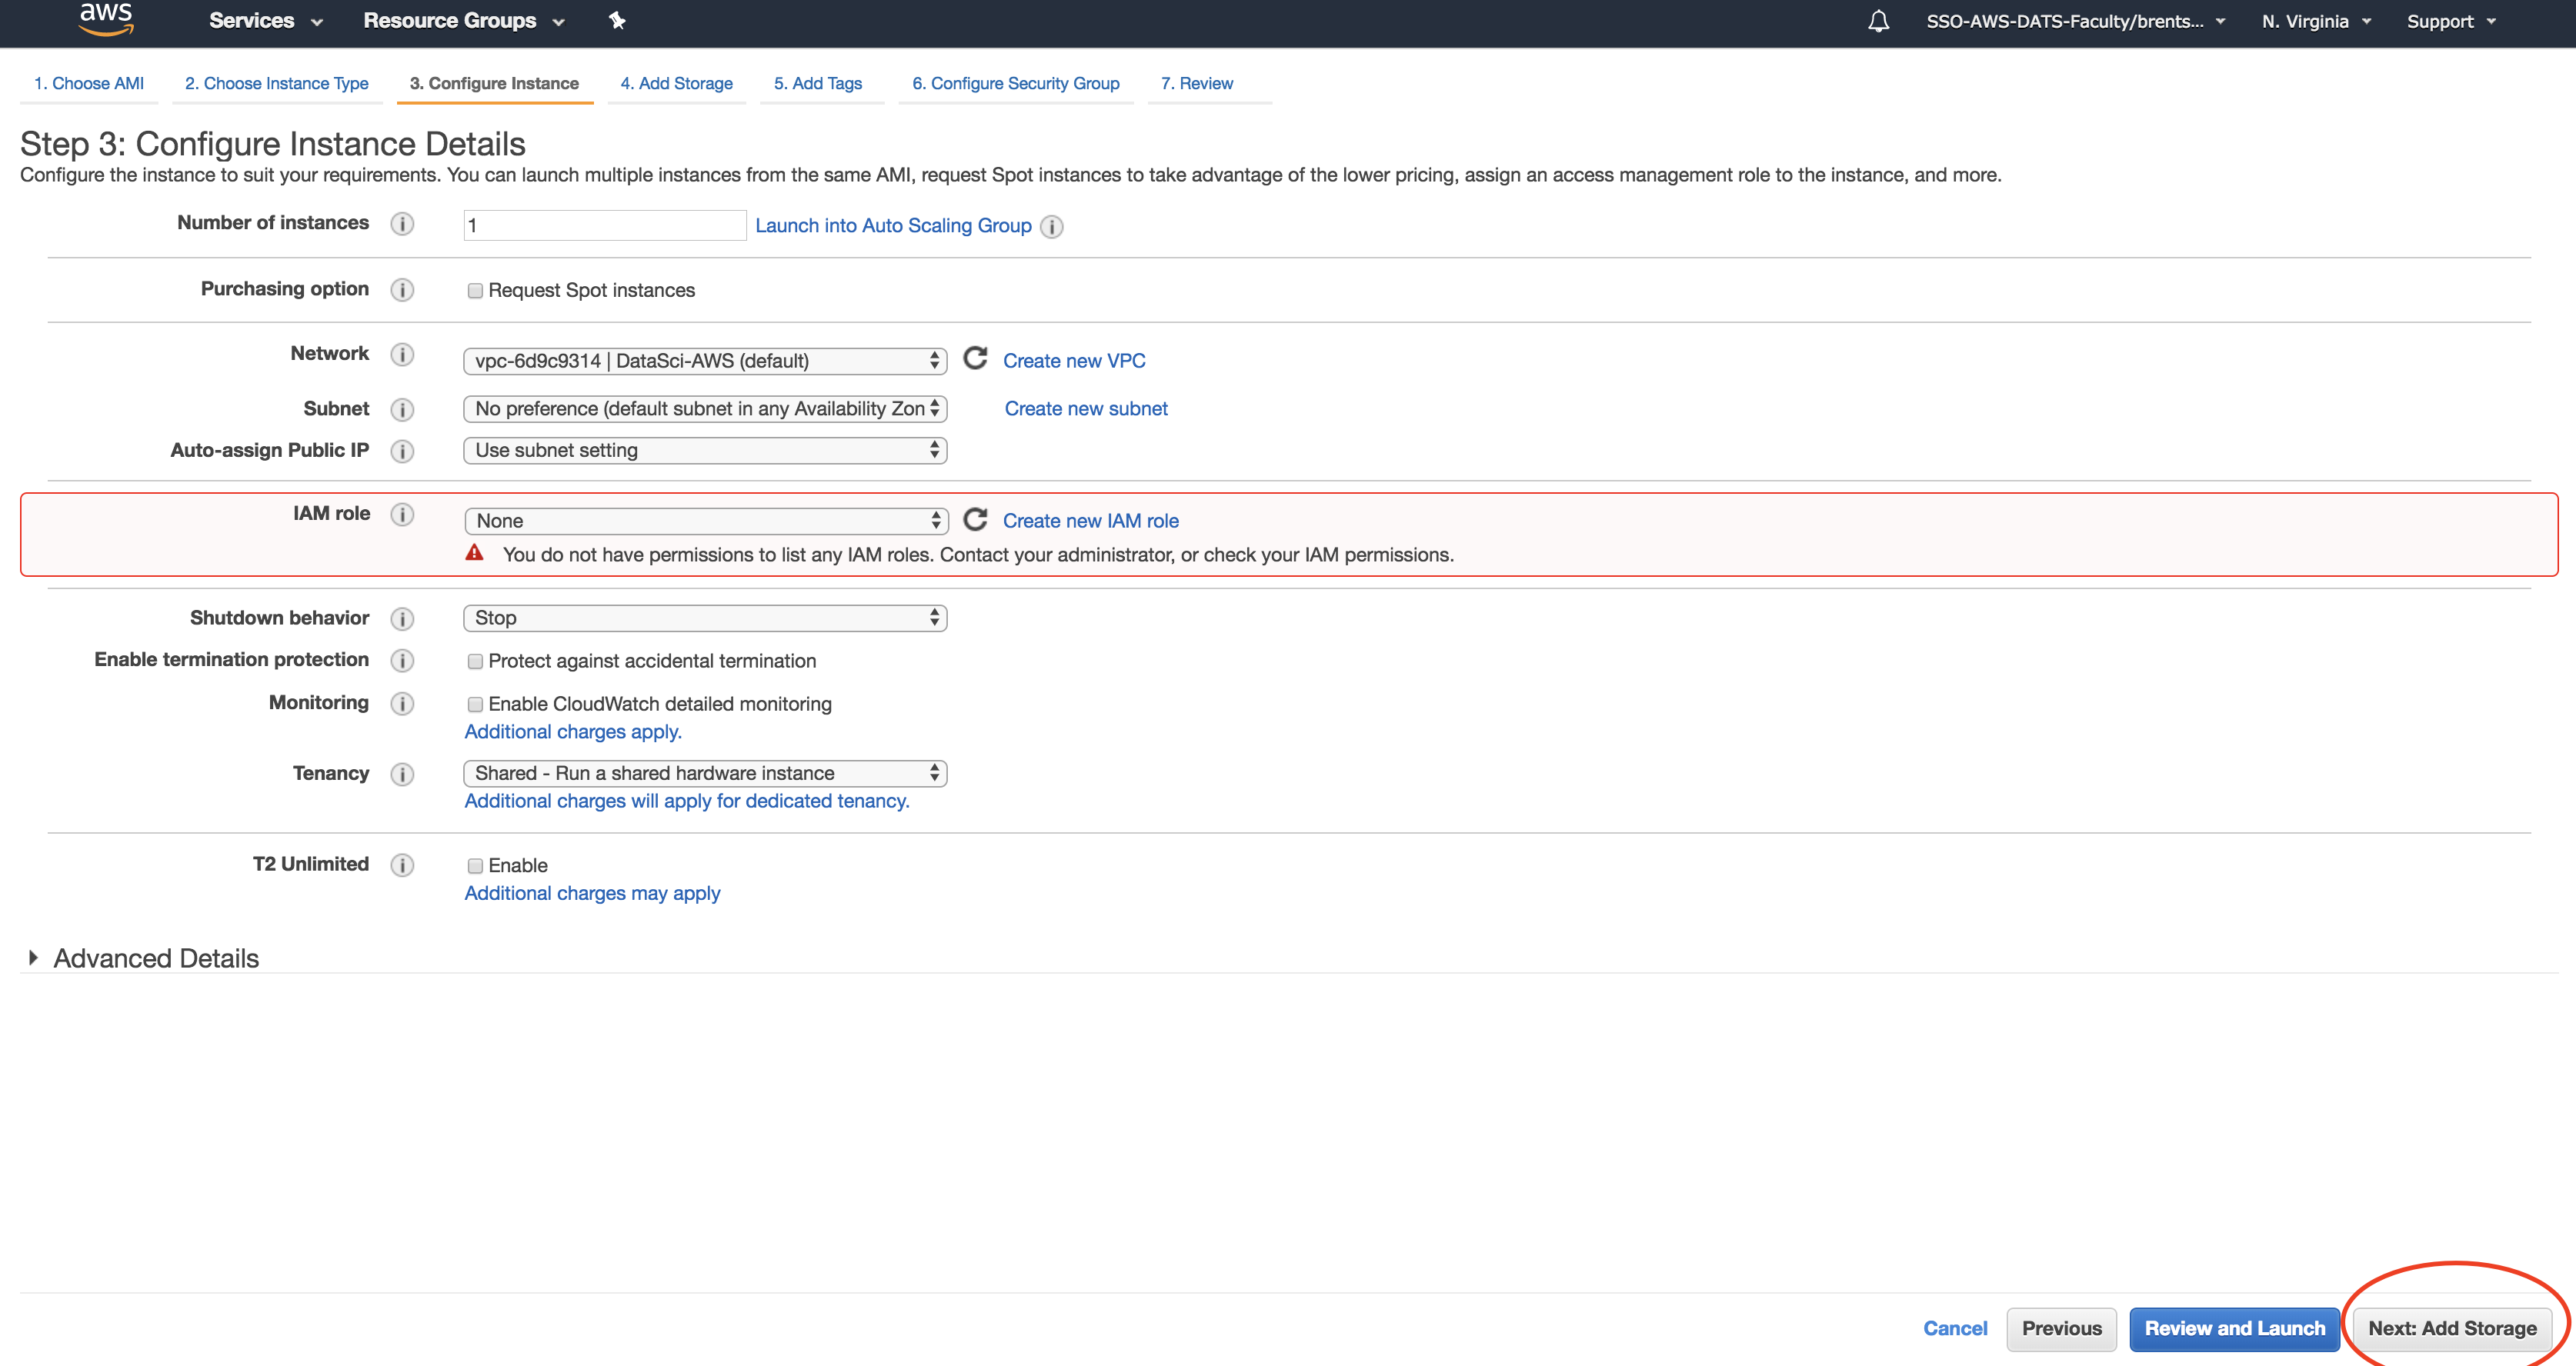 aws Services Resource Groups SSO-AWS-DATS-Faculty/brents... N. Virginia Support
1. Choose AMI 2. Choose Instance Type 3. Configure Instance 4. Add Storage 5. Add Tags 6. Configure Security Group 7. Review
Step 3: Configure Instance Details
Configure the instance to suit your requirements. You can launch multiple instances from the same AMI, request Spot instances to take advantage of the lower pricing, assign an access management role to the instance, and more.
Number of instances i 1 Launch into Auto Scaling Group i
Purchasing option i Request Spot instances
Network i vpc-6d9c9314 | DataSci-AWS (default) Create new VPC
Subnet i No preference (default subnet in any Availability Zon Create new subnet
Auto-assign Public IP i Use subnet setting
IAM role i None Create new IAM role
You do not have permissions to list any IAM roles. Contact your administrator, or check your IAM permissions.
Shutdown behavior i Stop
Enable termination protection i Protect against accidental termination
Monitoring i Enable CloudWatch detailed monitoring
Additional charges apply.
Tenancy i Shared - Run a shared hardware instance
Additional charges will apply for dedicated tenancy.
T2 Unlimited i Enable
Additional charges may apply
Advanced Details
Cancel Previous Review and Launch Next: Add Storage